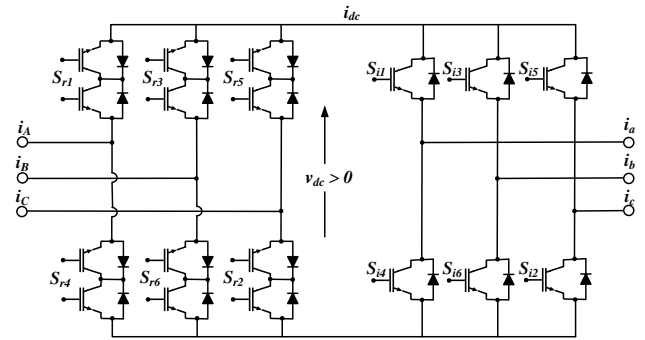 i_dc
S_r1 S_r3 S_r5 S_i1 S_i3 S_i5
i_A i_a
i_B v_dc > 0 i_b
i_C i_c
S_r4 S_r6 S_r2 S_i4 S_i6 S_i2